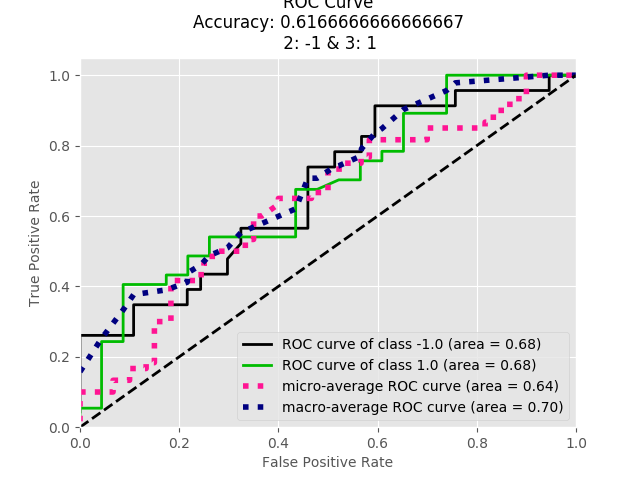 ROC Curve
Accuracy: 0.6166666666666667
2: -1 & 3: 1
1.0
0.8
0.6
0.4
0.2
0.0
True Positive Rate
0.0 0.2 0.4 0.6 0.8 1.0
False Positive Rate
ROC curve of class -1.0 (area = 0.68)
ROC curve of class 1.0 (area = 0.68)
micro-average ROC curve (area = 0.64)
macro-average ROC curve (area = 0.70)